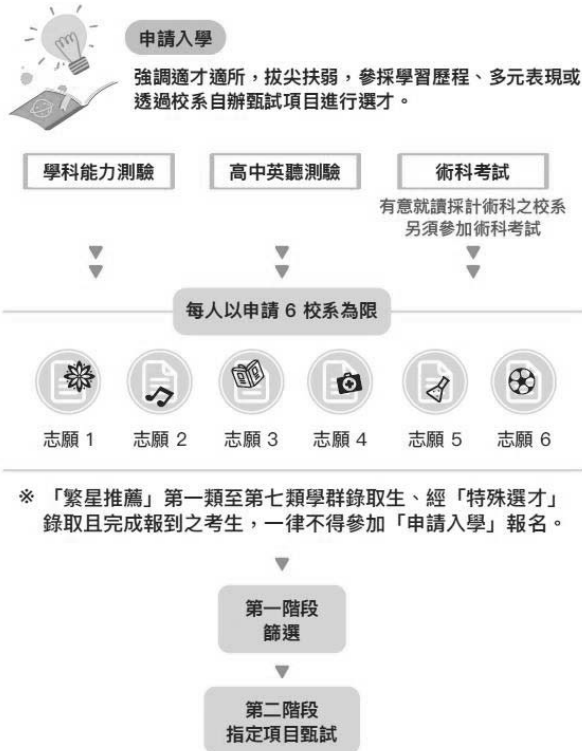 申請入學
強調適才適所，拔尖扶弱，參採學習歷程、多元表現或
透過校系自辦甄試項目進行選才。
學科能力測驗
高中英聽測驗
術科考試
有意就讀採計術科之校系
另須參加術科考試
每人以申請 6 校系為限
志願 1
志願 2
志願 3
志願 4
志願 5
志願 6
※ 「繁星推薦」第一類至第七類學群錄取生、經「特殊選才」
錄取且完成報到之考生，一律不得參加「申請入學」報名。
第一階段
篩選
第二階段
指定項目甄試